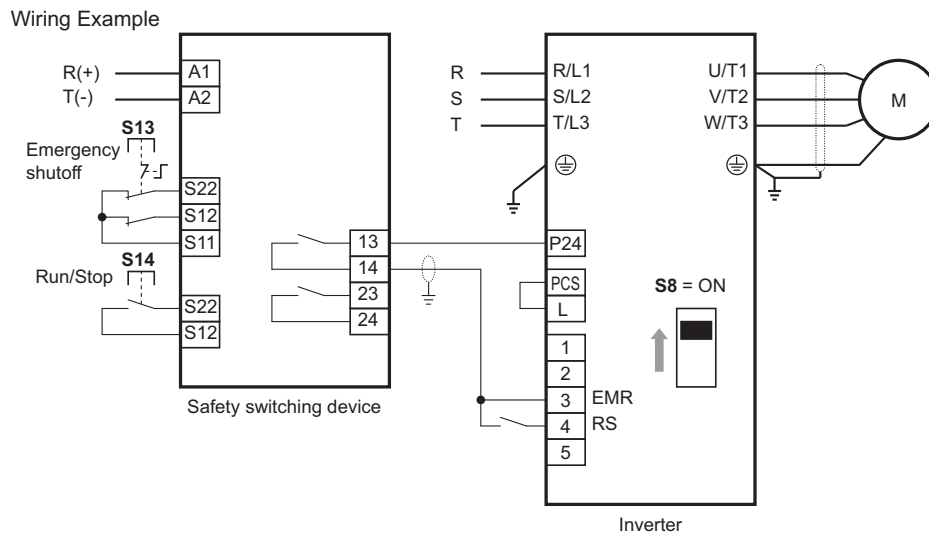 Wiring Example
R(+)
T(-)
A1
A2
S13
Emergency
shutoff
S22
S12
S11
S14
Run/Stop
S22
S12
13
14
23
24
Safety switching device
R
S
T
R/L1
S/L2
T/L3
U/T1
V/T2
W/T3
M
P24
PCS
L
S8 = ON
1
2
3
EMR
4
RS
5
Inverter